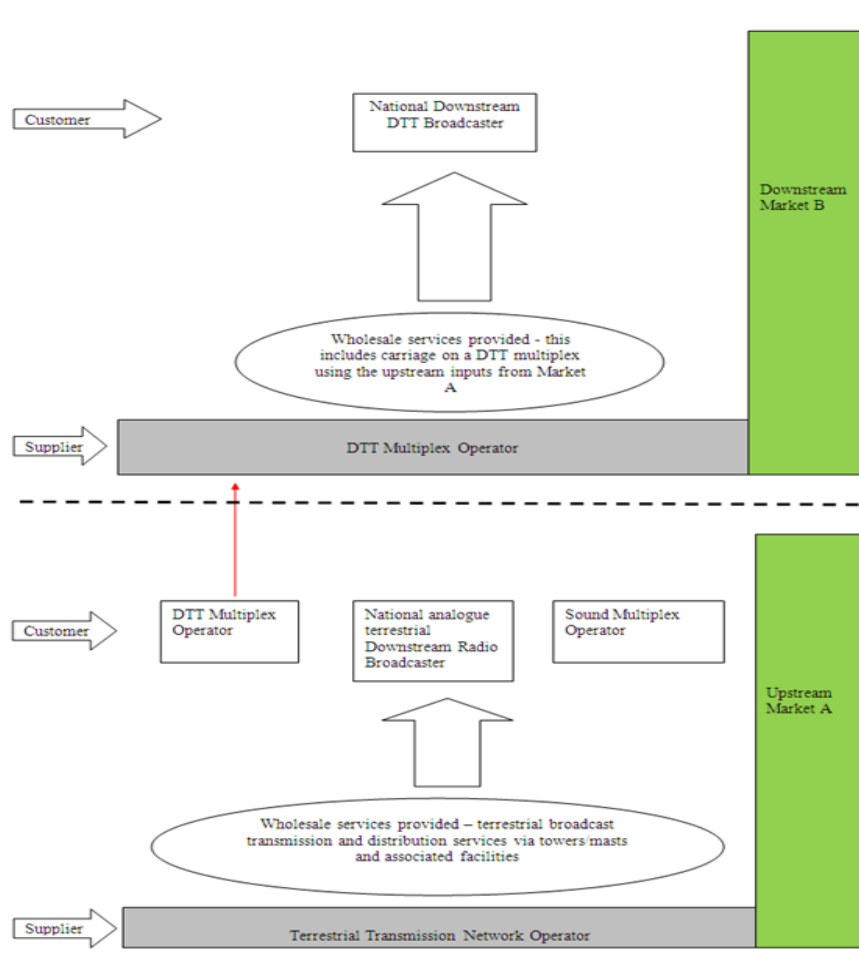 National Downstream
DTT Broadcaster
Customer
Downstream
Market B
Wholesale services provided - this
includes carriage on a DTT multiplex
using the upstream inputs from Market
A
Supplier
DTT Multiplex Operator
DTT Multiplex
Operator
National analogue
terrestrial
Downstream Radio
Broadcaster
Sound Multiplex
Operator
Customer
Upstream
Market A
Wholesale services provided – terrestrial broadcast
transmission and distribution services via towers/masts
and associated facilities
Supplier
Terrestrial Transmission Network Operator